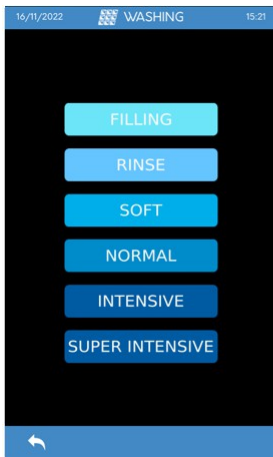 16/11/2022 WASHING 15:21
FILLING
RINSE
SOFT
NORMAL
INTENSIVE
SUPER INTENSIVE